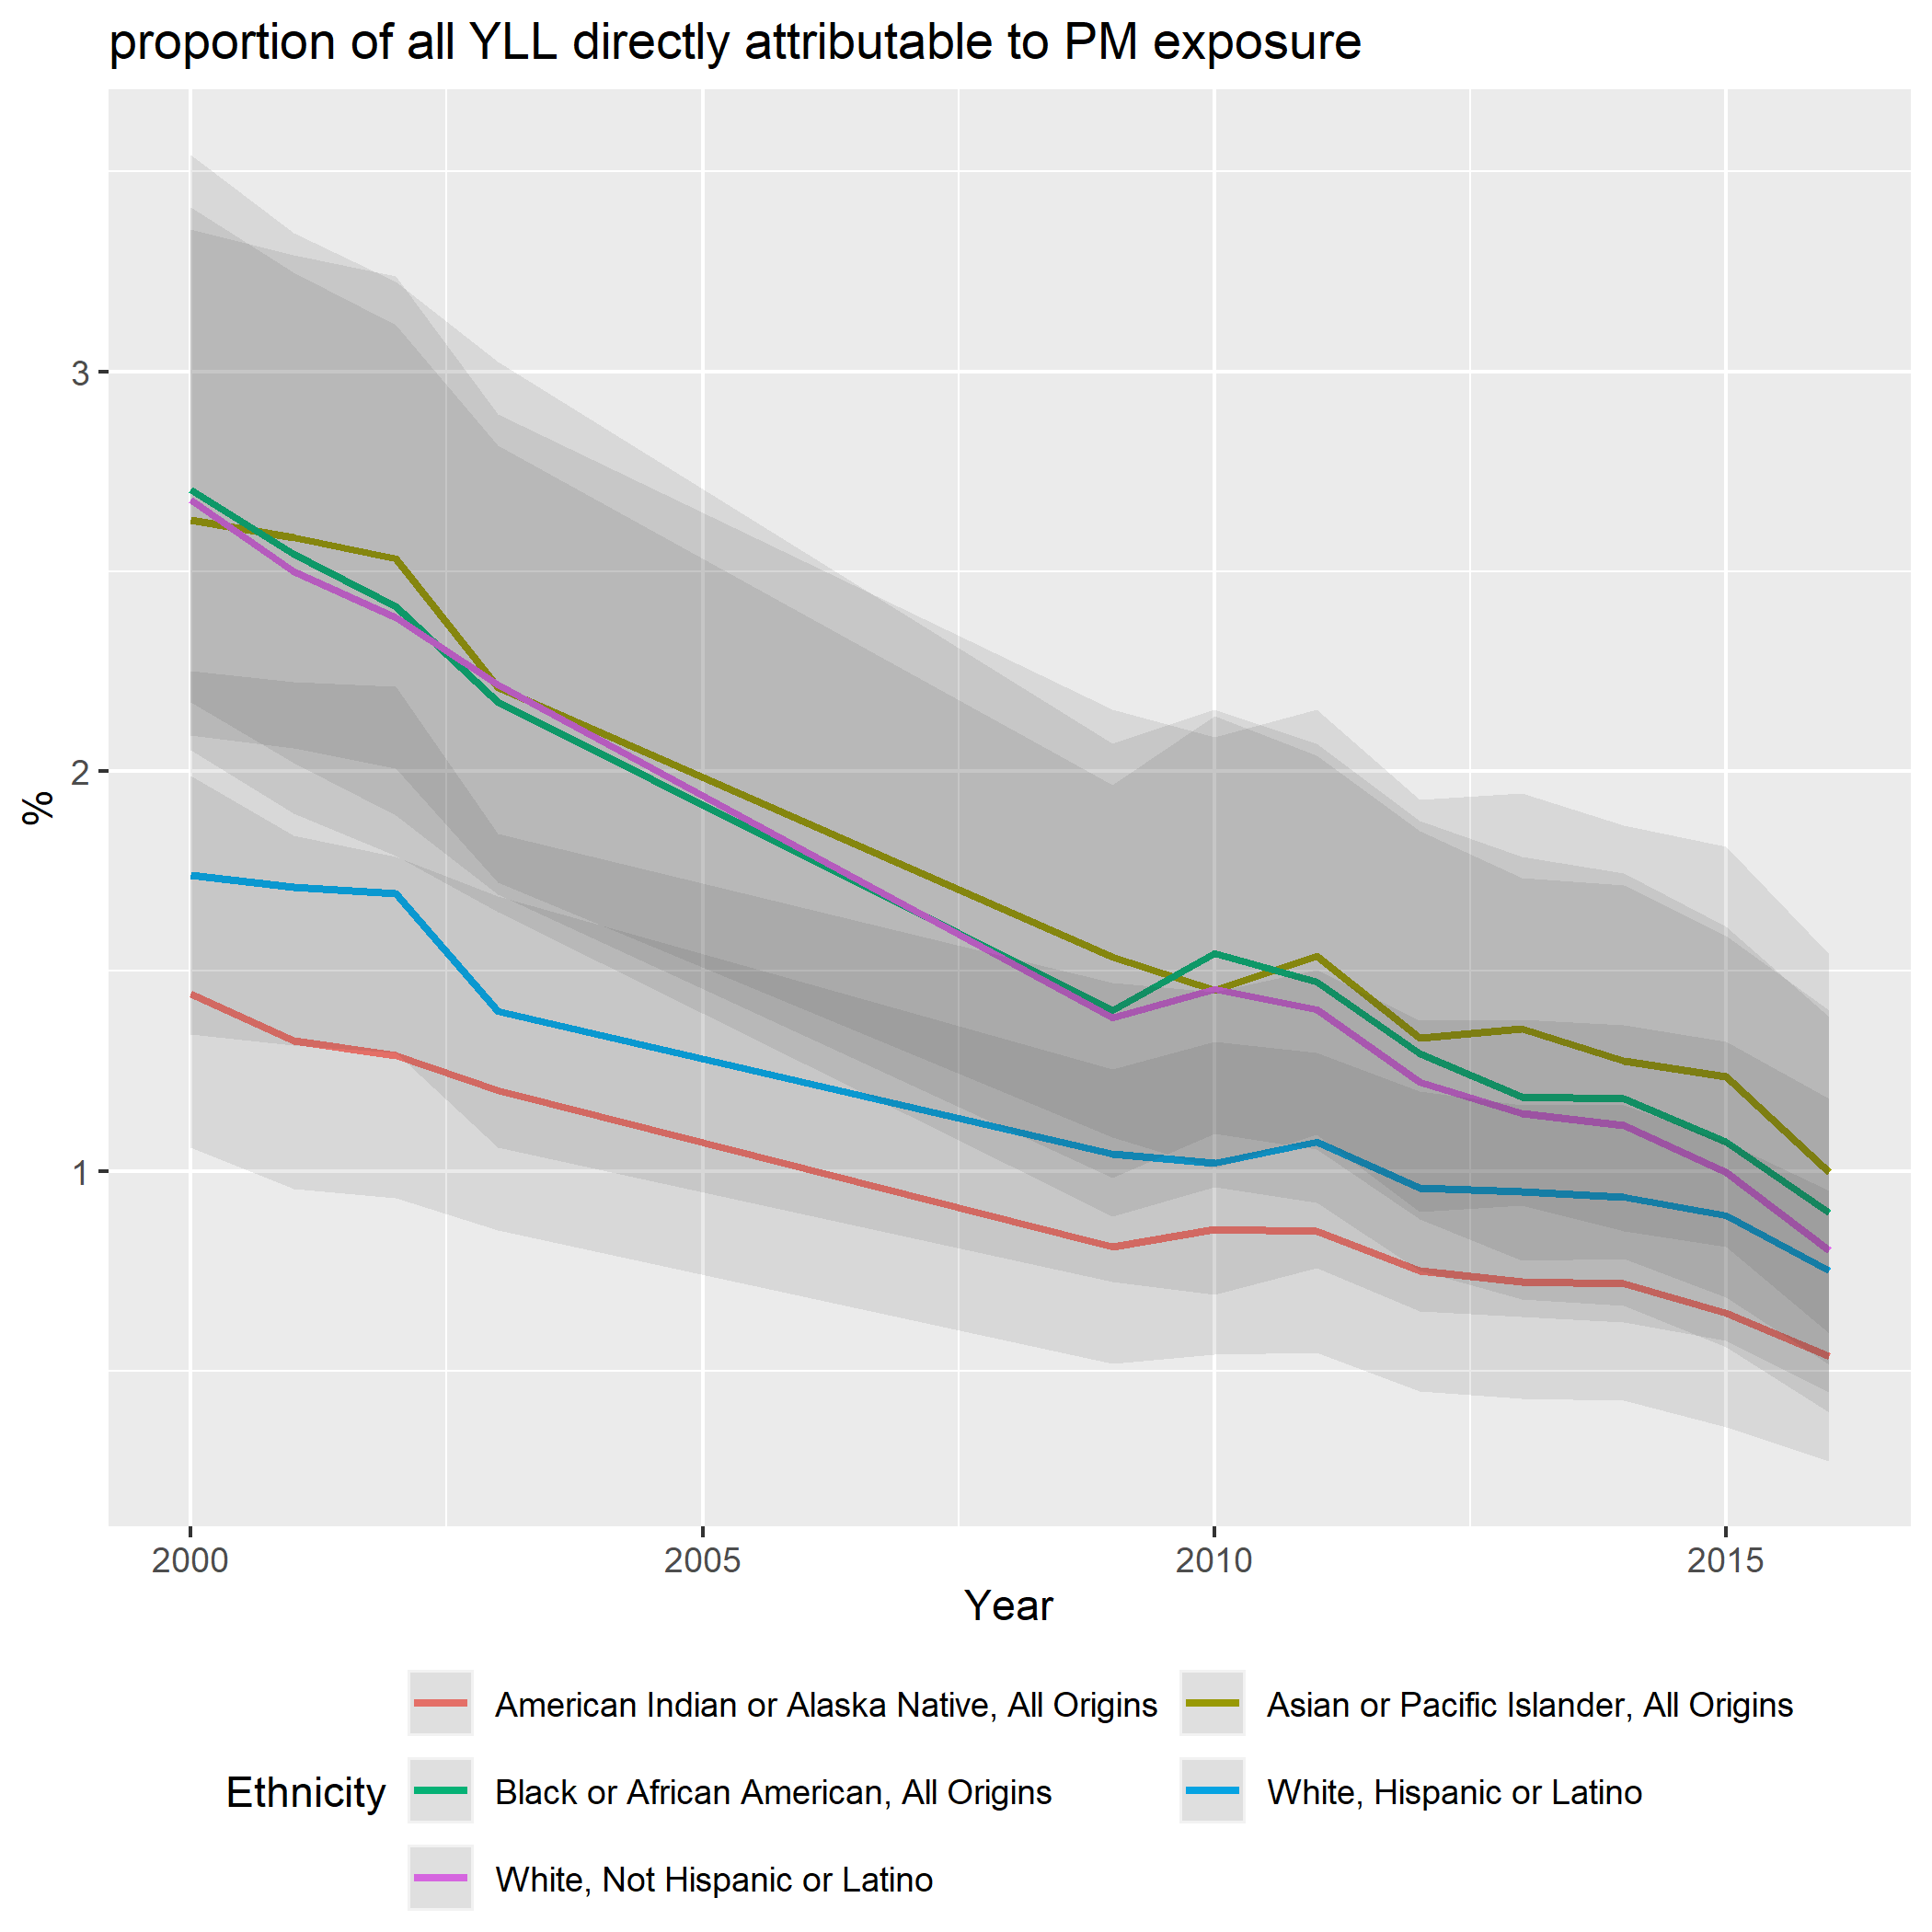 proportion of all YLL directly attributable to PM exposure
3
2
1
%
2000 2005 2010 2015
Year
Ethnicity
American Indian or Alaska Native, All Origins
Asian or Pacific Islander, All Origins
Black or African American, All Origins
White, Hispanic or Latino
White, Not Hispanic or Latino